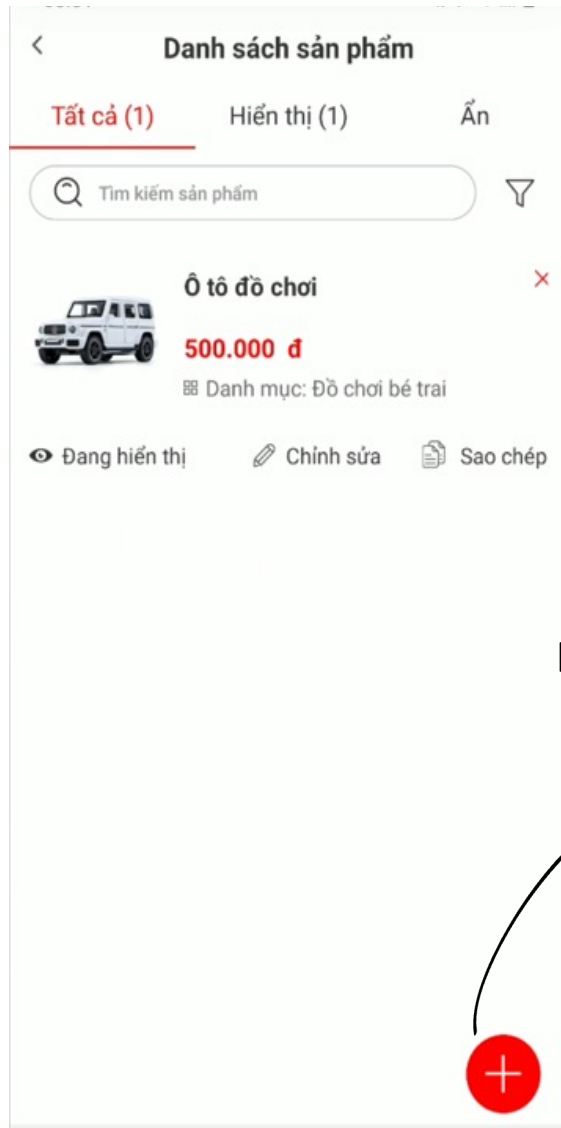 Danh sách sản phẩm
Tất cả (1) Hiển thị (1) Ẩn
Tìm kiếm sản phẩm
Ô tô đồ chơi
500.000 đ
Danh mục: Đồ chơi bé trai
Đang hiển thị Chỉnh sửa Sao chép